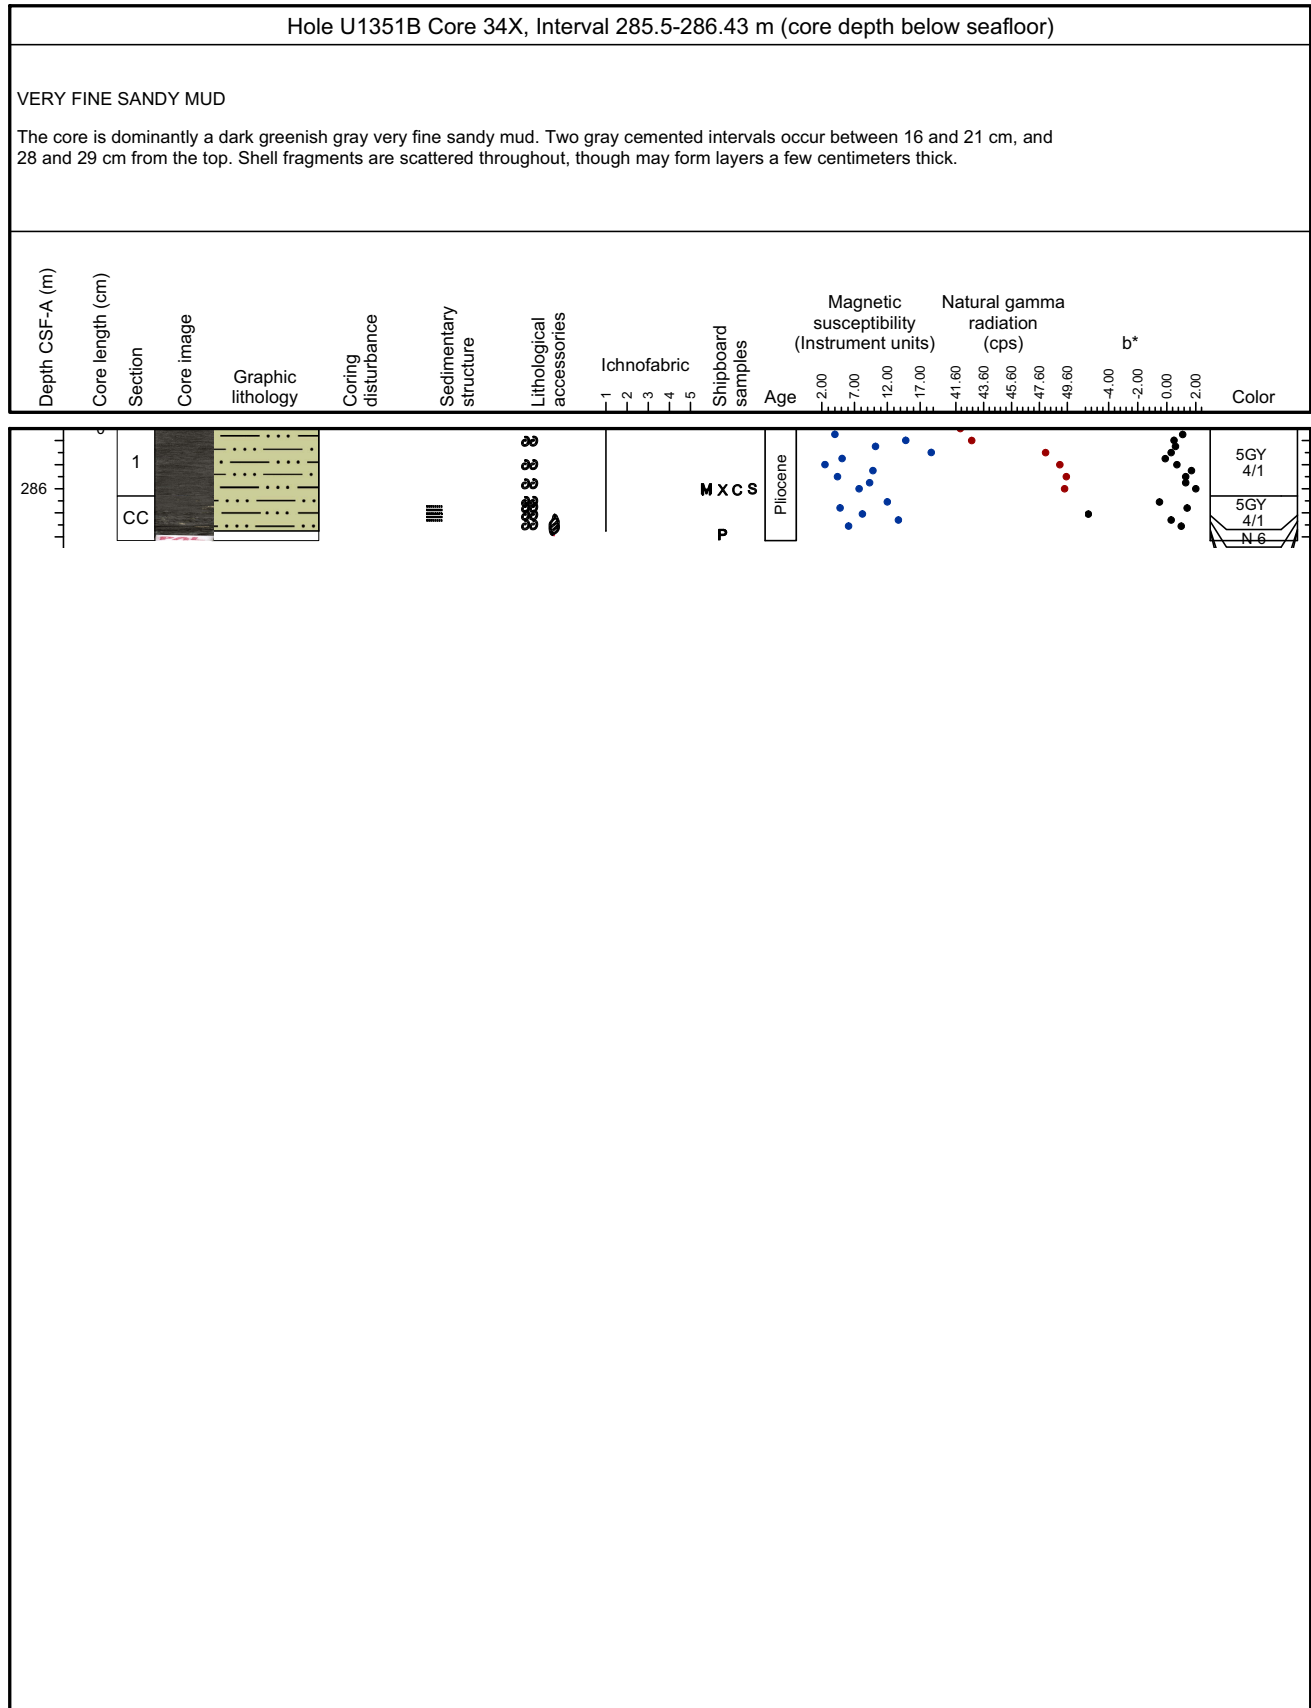 Hole U1351B Core 34X, Interval 285.5-286.43 m (core depth below seafloor)
VERY FINE SANDY MUD
The core is dominantly a dark greenish gray very fine sandy mud. Two gray cemented intervals occur between 16 and 21 cm, and
28 and 29 cm from the top. Shell fragments are scattered throughout, though may form layers a few centimeters thick.
Depth CSF-A (m)
Core length (cm)
Section
Core image
Graphic
lithology
Coring
disturbance
Sedimentary
structure
Lithological
accessories
Ichnofabric
1 2 3 4 5
Shipboard
samples
Age
Magnetic
susceptibility
(Instrument units)
2.00 7.00 12.00 17.00
Natural gamma
radiation
(cps)
41.60 43.60 45.60 47.60 49.60
b*
-4.00 -2.00 0.00 2.00
Color
0
286
1
CC
M X C S
P
Pliocene
5GY
4/1
5GY
4/1
N 6
PAL